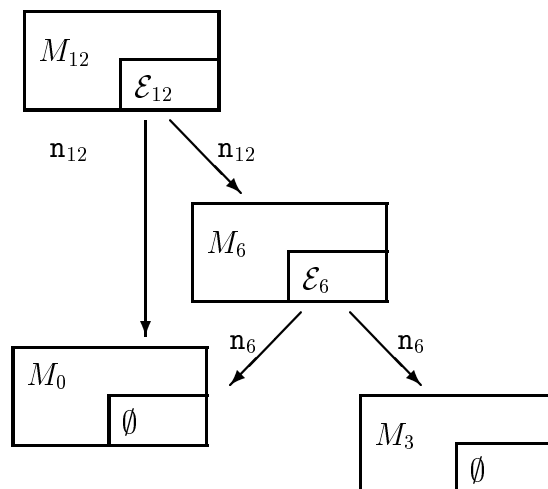 M₁₂
ℰ₁₂
n₁₂ n₁₂
M₆
ℰ₆
n₆ n₆
M₀
∅
M₃
∅